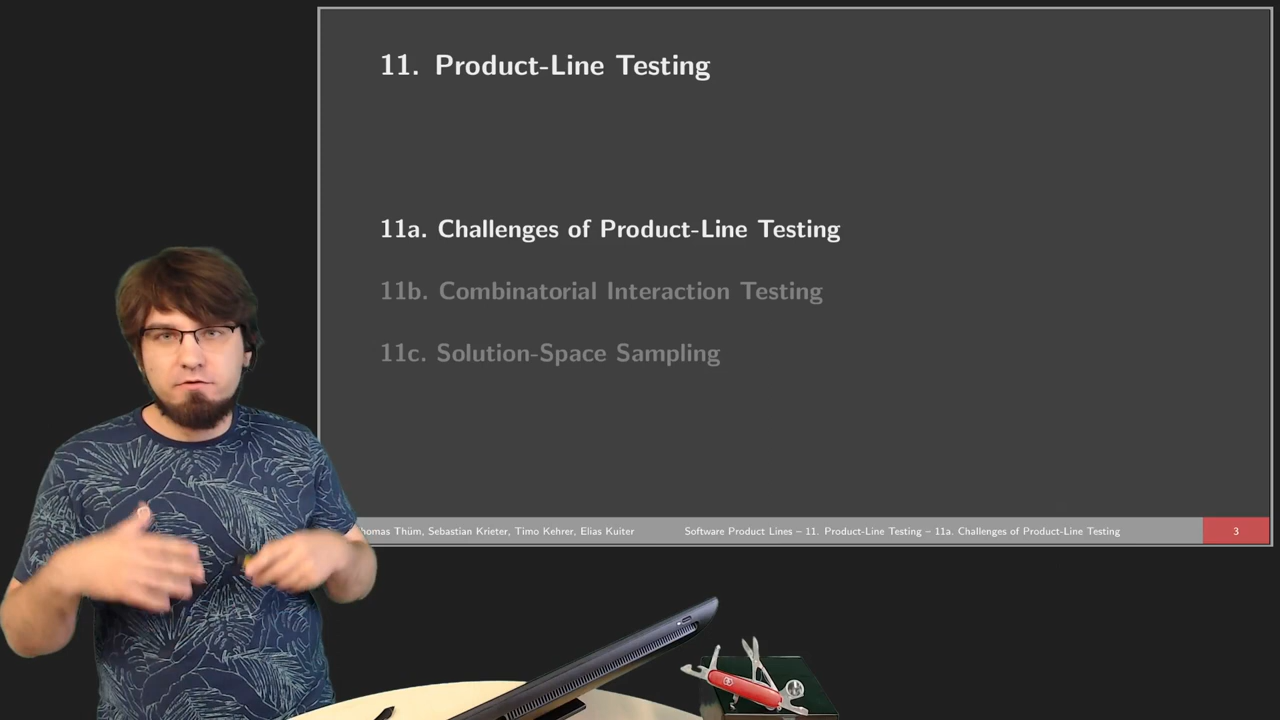 11. Product-Line Testing
11a. Challenges of Product-Line Testing
11b. Combinatorial Interaction Testing
11c. Solution-Space Sampling
Thüm, Sebastian Krieter, Timo Kehrer, Elias Kuiter
Software Product Lines – 11. Product-Line Testing – 11a. Challenges of Product-Line Testing
3